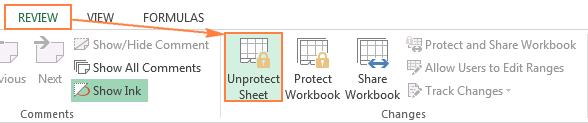 REVIEW VIEW FORMULAS
vious
Next
Show/Hide Comment
Show All Comments
Show Ink
Comments
Unprotect
Sheet
Protect
Workbook
Share
Workbook
Protect and Share Workbook
Allow Users to Edit Ranges
Track Changes
Changes